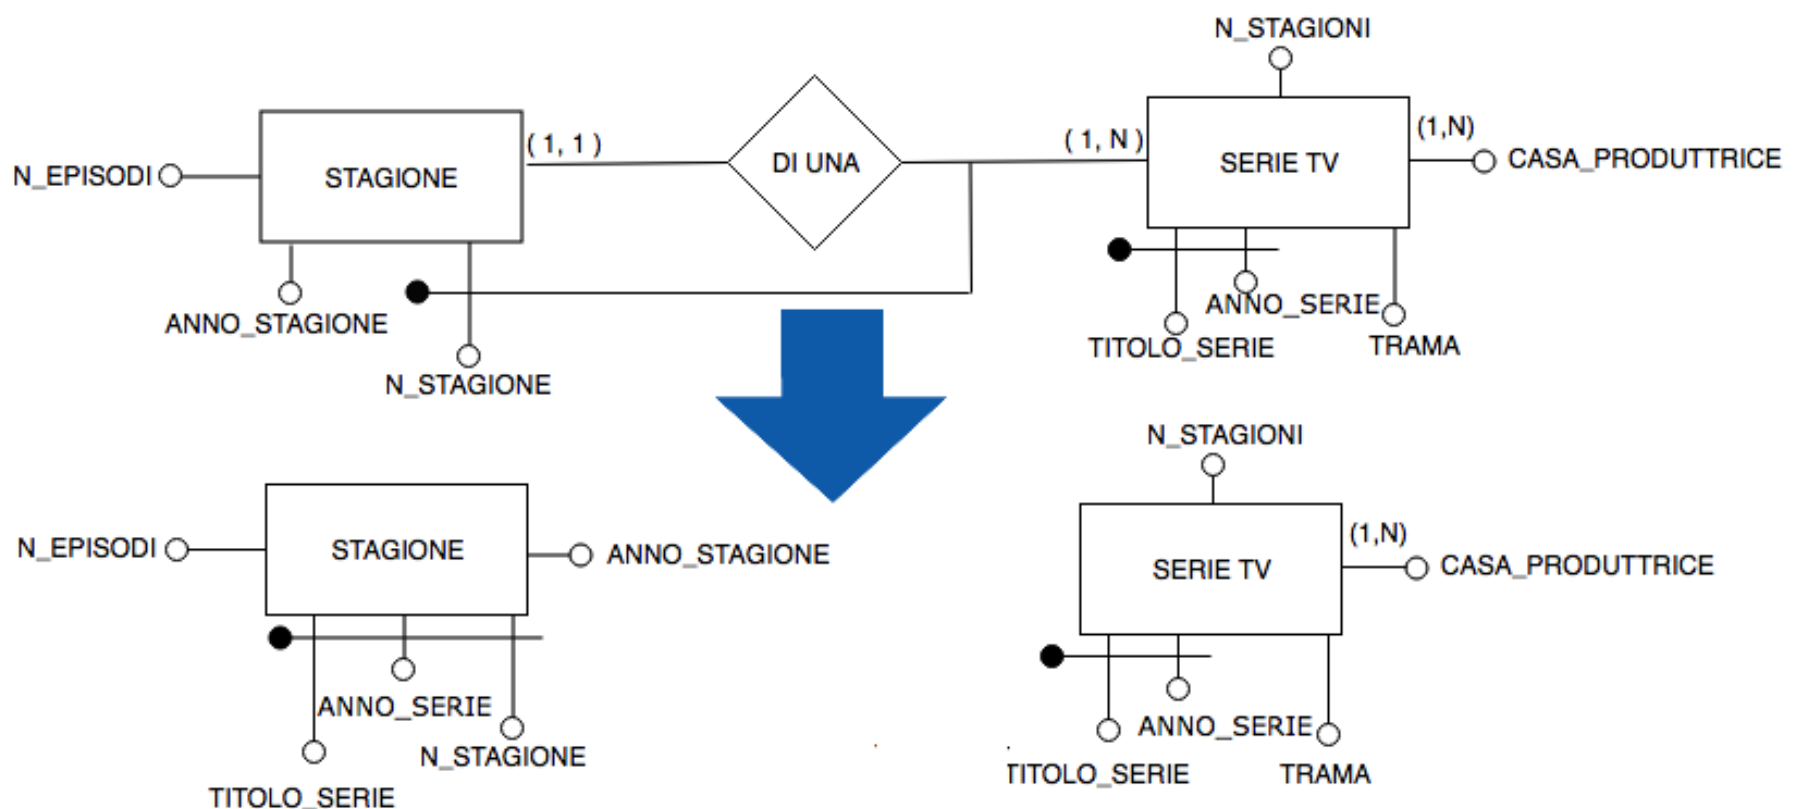 N_STAGIONI
( 1, 1 )
( 1, N )
(1,N)
N_EPISODI
STAGIONE
DI UNA
SERIE TV
CASA_PRODUTTRICE
ANNO_STAGIONE
N_STAGIONE
ANNO_SERIE
TITOLO_SERIE
TRAMA
N_STAGIONI
N_EPISODI
STAGIONE
ANNO_STAGIONE
(1,N)
SERIE TV
CASA_PRODUTTRICE
ANNO_SERIE
N_STAGIONE
TITOLO_SERIE
ANNO_SERIE
TITOLO_SERIE
TRAMA